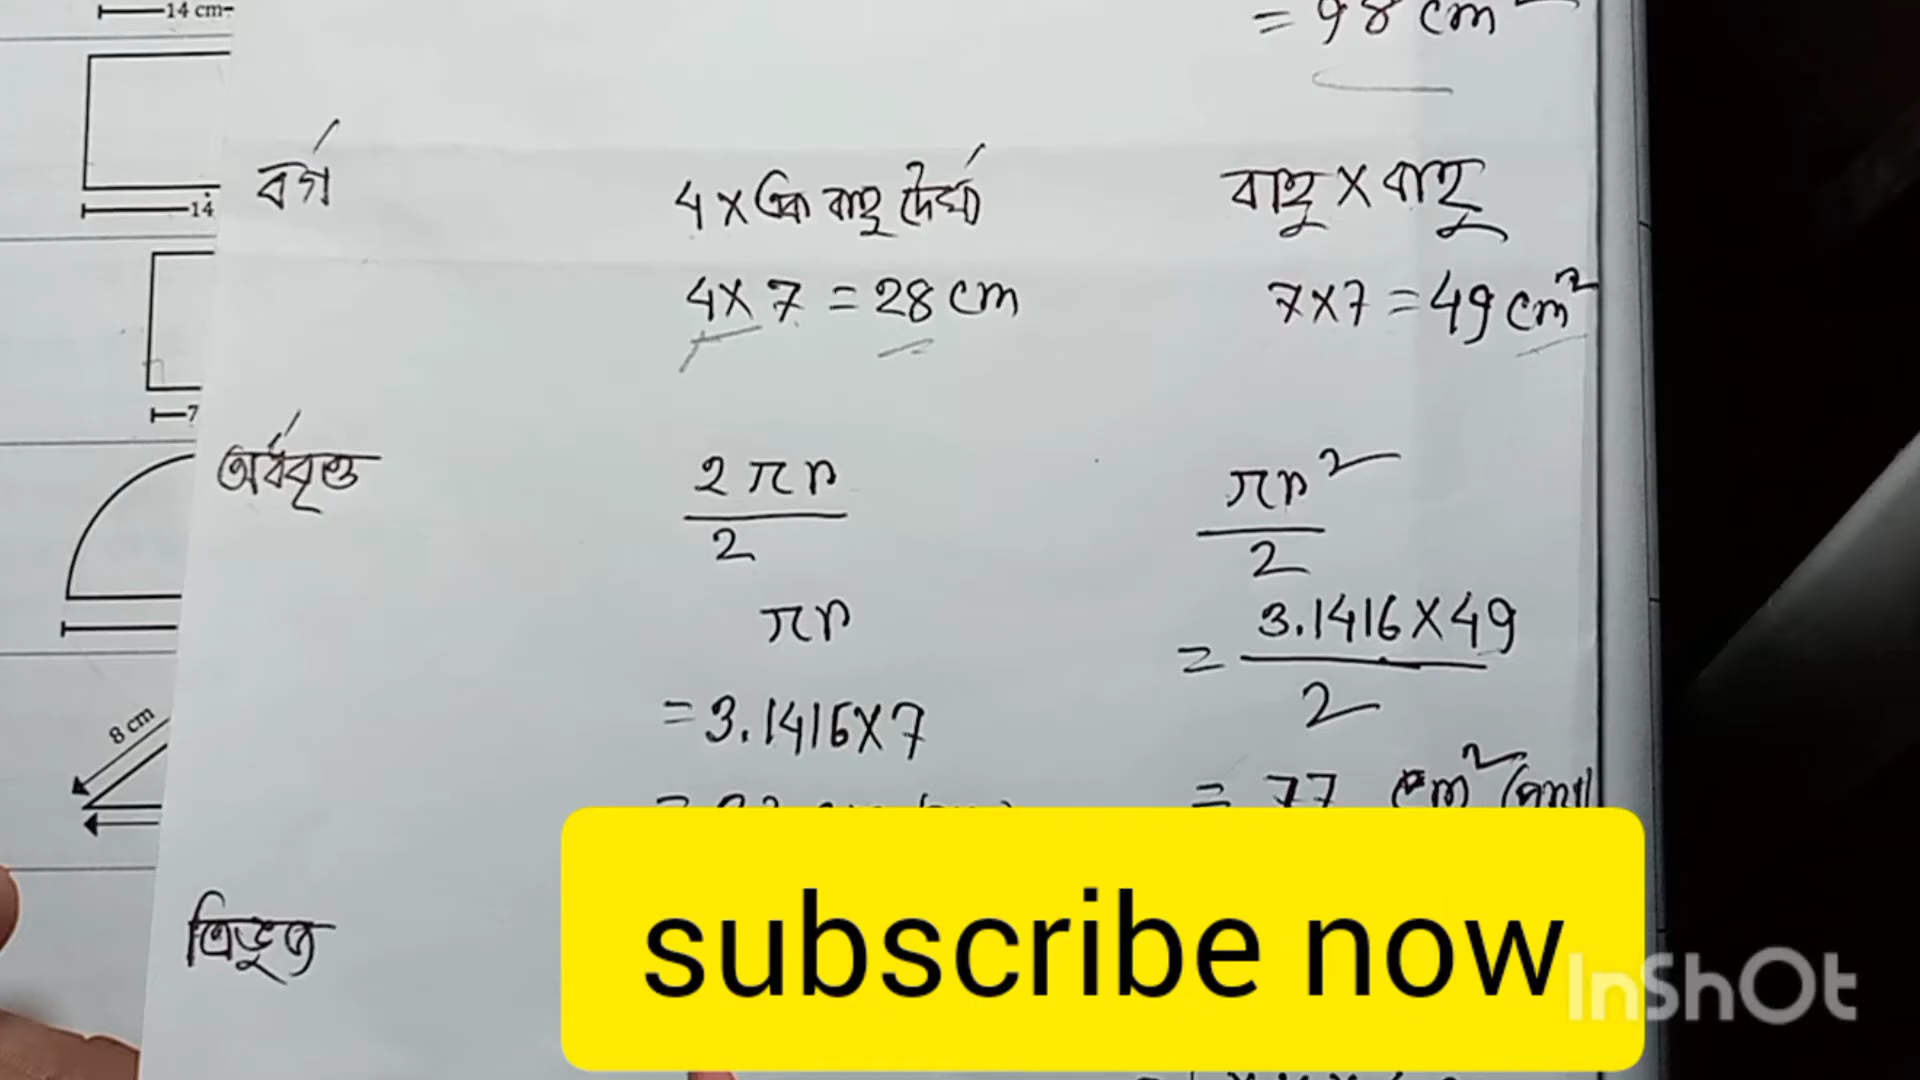 14 cm
= 98 cm
বর্গ
4 × এক বাহু দৈর্ঘ্য
বাহু × বাহু
14
4 × 7 = 28 cm
7 × 7 = 49 cm²
7
অর্ধবৃত্ত
2πr
2
πr²
2
πr
= 3.1416 × 49
2
= 3.1416 × 7
8 cm
= 77 cm²
ত্রিভুজ
subscribe now
InShOt